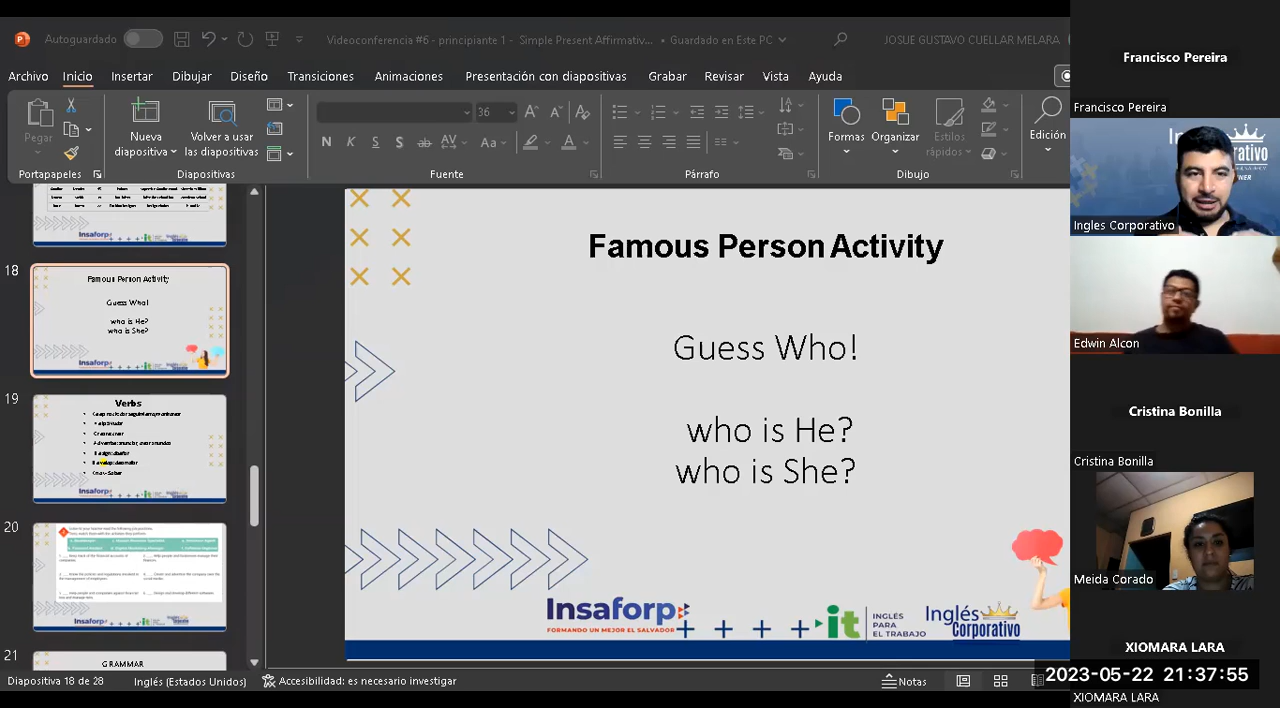 Autoguardado
Videoconferencia #6 - principiante 1 - Simple Present Affirmativ... • Guardado en Este PC
JOSUE GUSTAVO CUELLAR MELARA
Archivo Inicio Insertar Dibujar Diseño Transiciones Animaciones Presentación con diapositivas Grabar Revisar Vista Ayuda
Pegar
Nueva diapositiva
Volver a usar las diapositivas
36
N K S S ab AV Aa A
Formas
Organizar
Estilos rápidos
Edición
Portapapeles
Diapositivas
Fuente
Párrafo
Dibujo
18
Famous Person Activity
Guess Who!
who is He?
who is She?
19
Verbs
20
21
GRAMMAR
Famous Person Activity
Guess Who!
who is He?
who is She?
Insaforp
FORMANDO UN MEJOR EL SALVADOR
it
INGLÉS
PARA
EL TRABAJO
Inglés
Corporativo
Diapositiva 18 de 28
Inglés (Estados Unidos)
Accesibilidad: es necesario investigar
Notas
Francisco Pereira
Francisco Pereira
Ingles Corporativo
Edwin Alcon
Cristina Bonilla
Cristina Bonilla
Meida Corado
XIOMARA LARA
2023-05-22 21:37:55
XIOMARA LARA